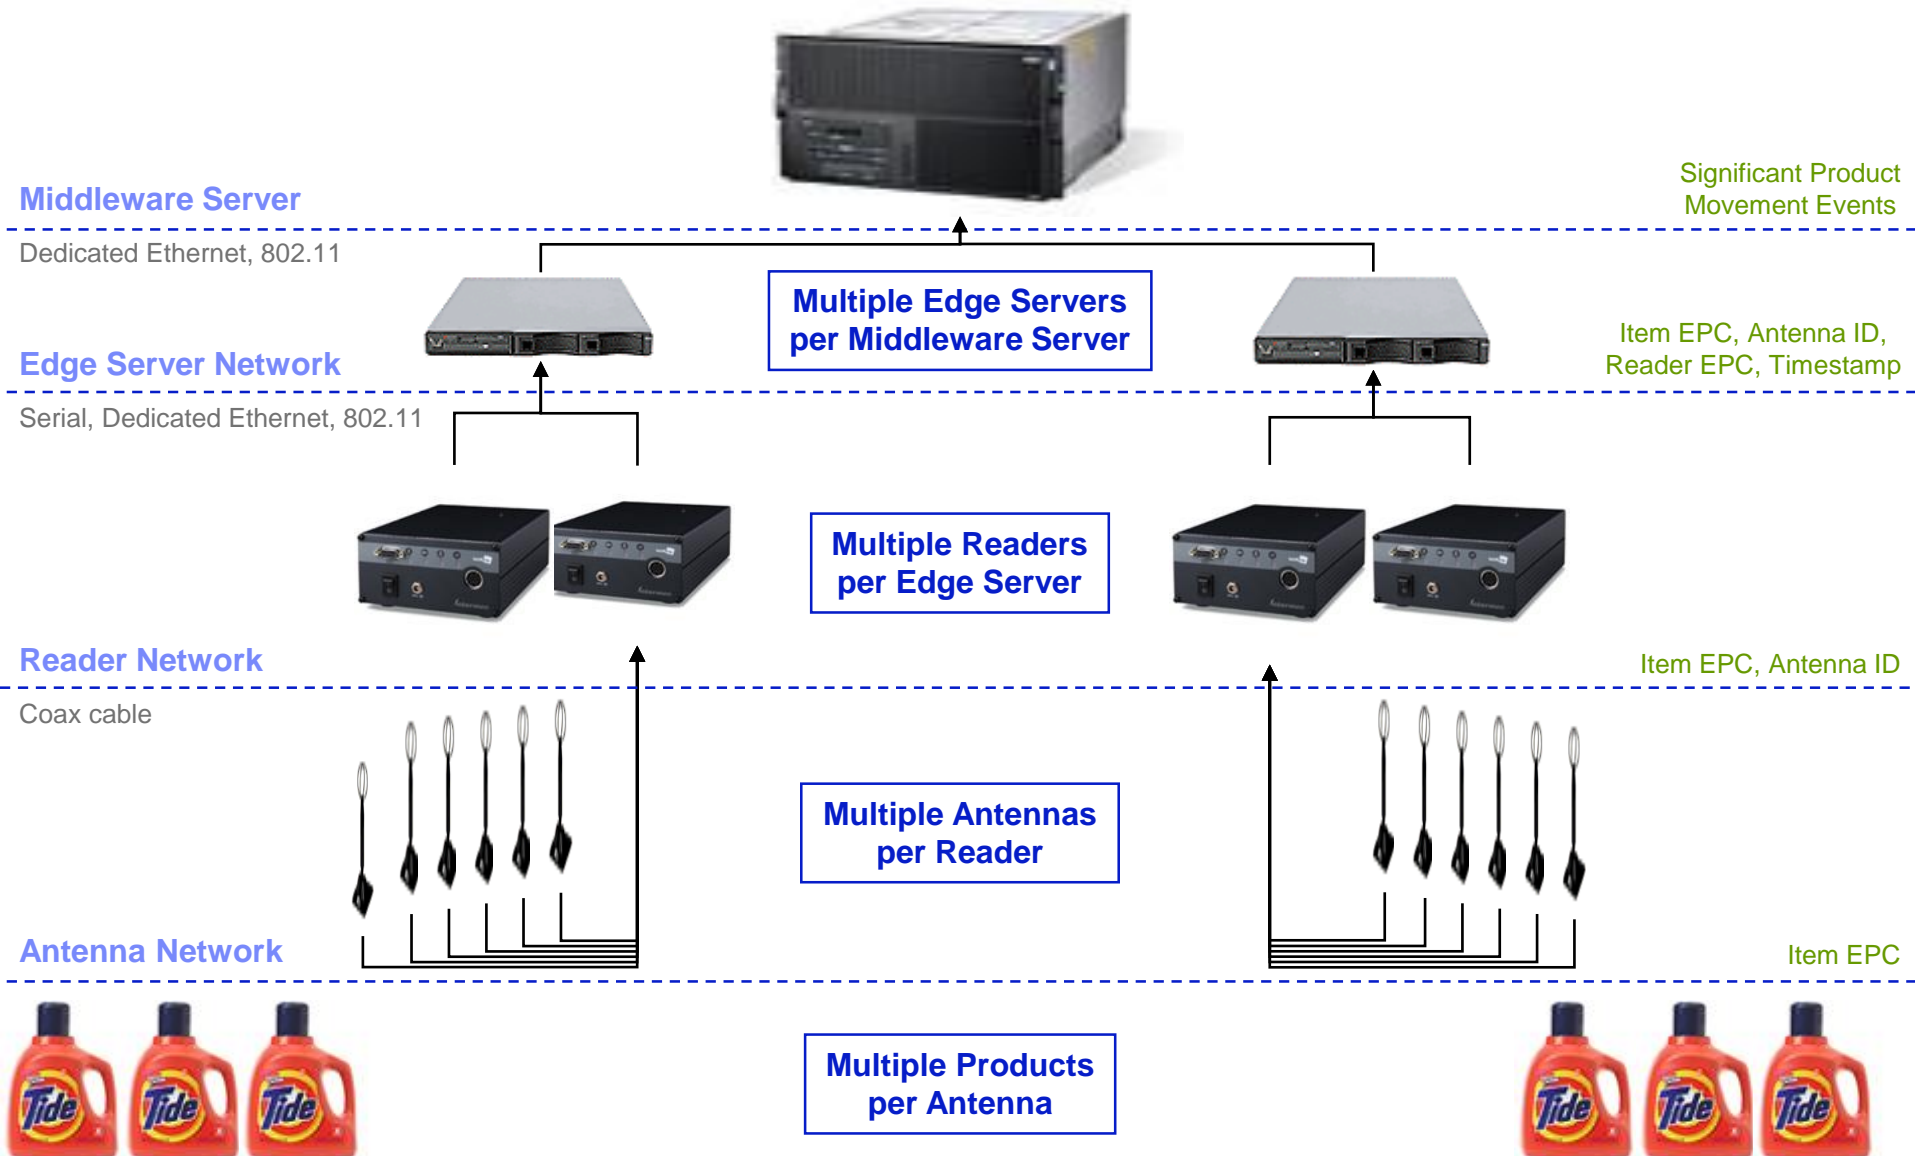 Middleware Server
Significant Product
Movement Events
Dedicated Ethernet, 802.11
Multiple Edge Servers
per Middleware Server
Edge Server Network
Item EPC, Antenna ID,
Reader EPC, Timestamp
Serial, Dedicated Ethernet, 802.11
Multiple Readers
per Edge Server
Reader Network
Item EPC, Antenna ID
Coax cable
Multiple Antennas
per Reader
Antenna Network
Item EPC
Tide
Tide
Tide
Multiple Products
per Antenna
Tide
Tide
Tide